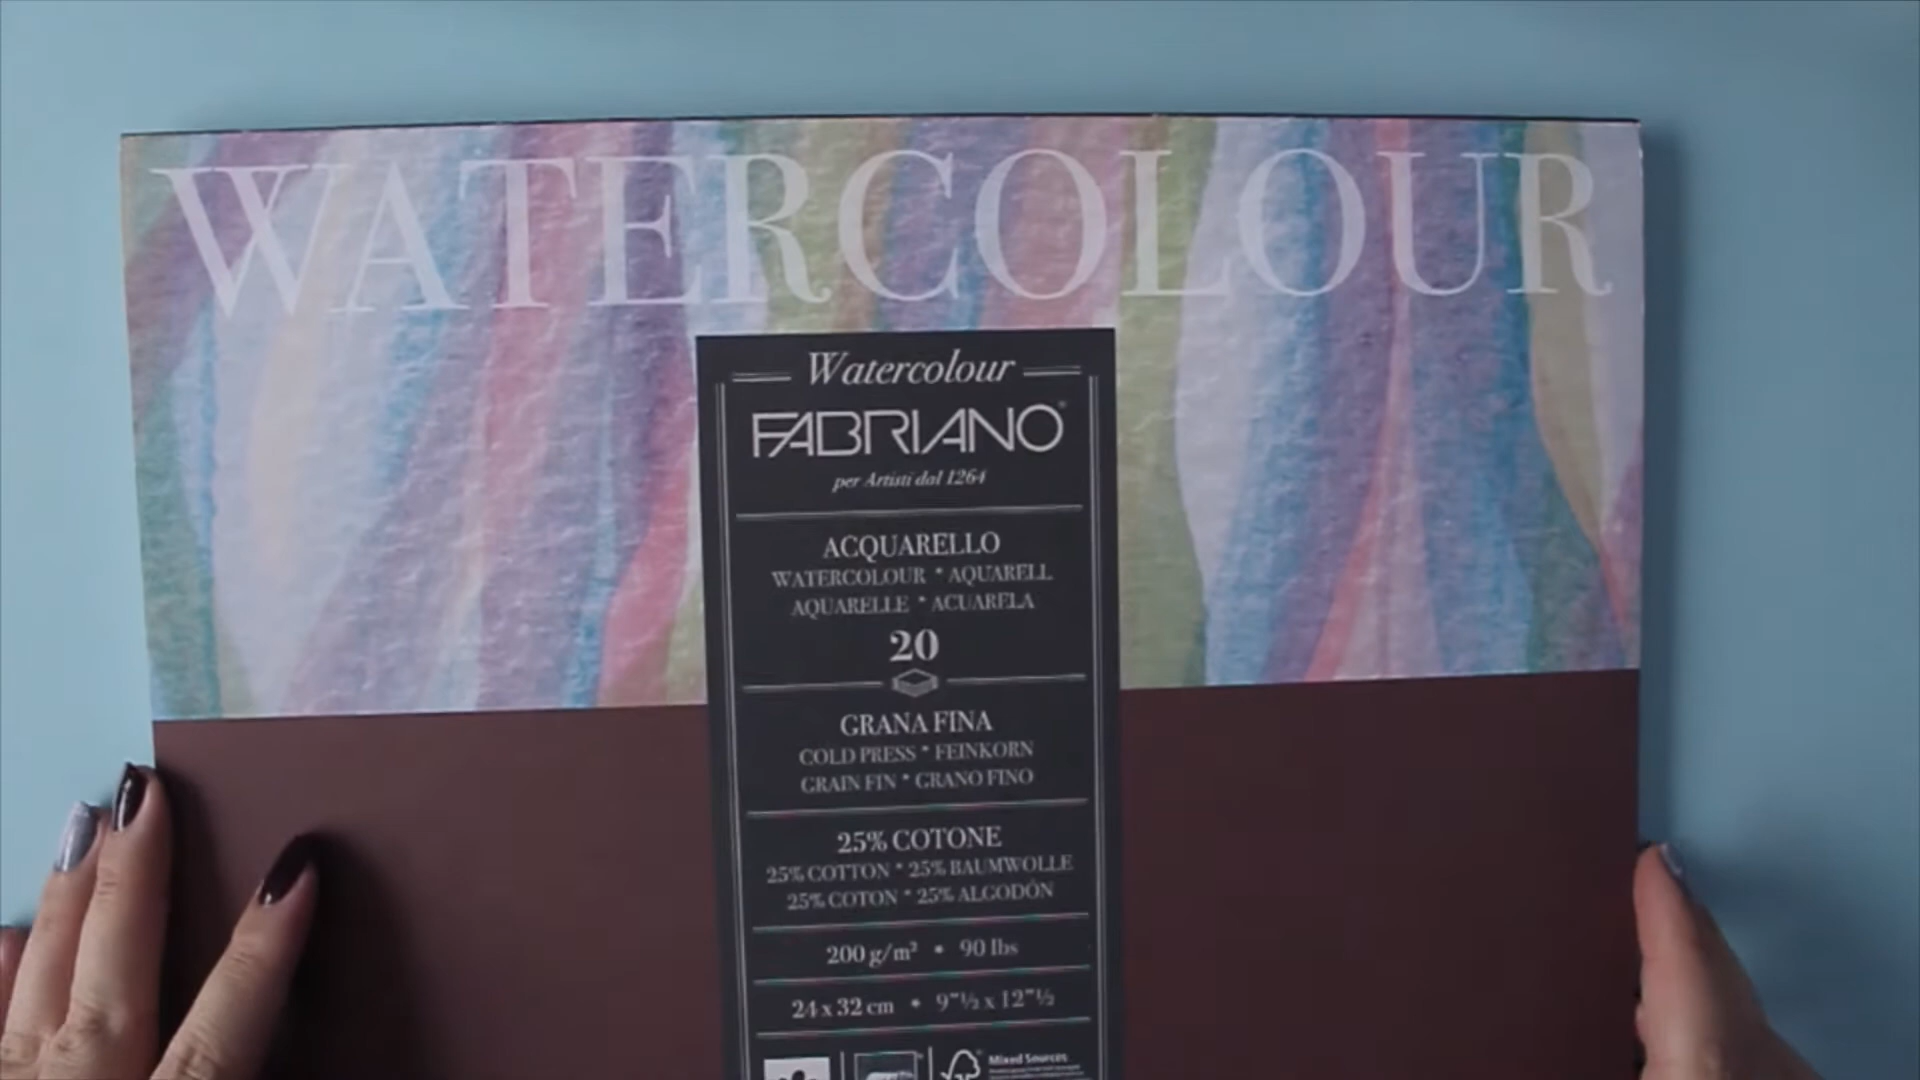 WATERCOLOUR
Watercolour
FABRIANO®
per Artisti dal 1264
ACQUARELLO
WATERCOLOUR * AQUARELL
AQUARELLE * ACUARELA
20
GRANA FINA
COLD PRESS * FEINKORN
GRAIN FIN * GRANO FINO
25% COTONE
25% COTTON * 25% BAUMWOLLE
25% COTON * 25% ALGODÒN
200 g/m² * 90 lbs
24 x 32 cm * 9"½ x 12"½
Mixed Sources